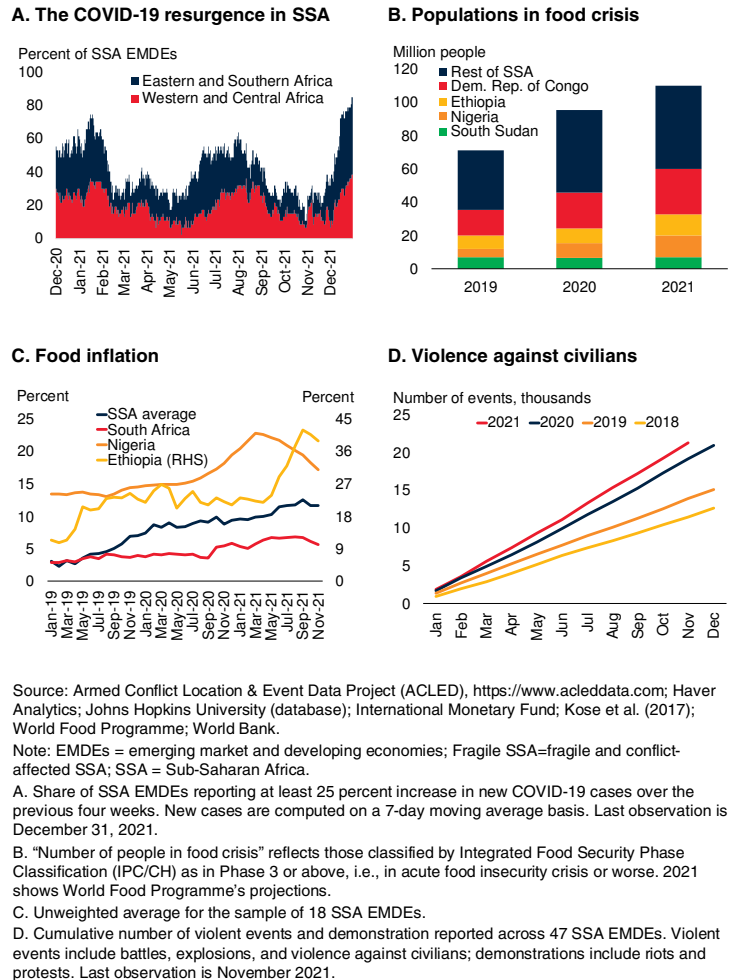 A. The COVID-19 resurgence in SSA
Percent of SSA EMDEs
100
80
60
40
20
0
Eastern and Southern Africa
Western and Central Africa
Dec-20
Jan-21
Feb-21
Mar-21
Apr-21
May-21
Jun-21
Jul-21
Aug-21
Sep-21
Oct-21
Nov-21
Dec-21
B. Populations in food crisis
Million people
120
100
80
60
40
20
0
Rest of SSA
Dem. Rep. of Congo
Ethiopia
Nigeria
South Sudan
2019
2020
2021
C. Food inflation
Percent
Percent
25
20
15
10
5
0
SSA average
South Africa
Nigeria
Ethiopia (RHS)
45
36
27
18
9
0
Jan-19
Mar-19
May-19
Jul-19
Sep-19
Nov-19
Jan-20
Mar-20
May-20
Jul-20
Sep-20
Nov-20
Jan-21
Mar-21
May-21
Jul-21
Sep-21
Nov-21
D. Violence against civilians
Number of events, thousands
25
20
15
10
5
0
2021
2020
2019
2018
Jan
Feb
Mar
Apr
May
Jun
Jul
Aug
Sep
Oct
Nov
Dec
Source: Armed Conflict Location & Event Data Project (ACLED), https://www.acleddata.com; Haver
Analytics; Johns Hopkins University (database); International Monetary Fund; Kose et al. (2017);
World Food Programme; World Bank.
Note: EMDEs = emerging market and developing economies; Fragile SSA=fragile and conflict-
affected SSA; SSA = Sub-Saharan Africa.
A. Share of SSA EMDEs reporting at least 25 percent increase in new COVID-19 cases over the
previous four weeks. New cases are computed on a 7-day moving average basis. Last observation is
December 31, 2021.
B. “Number of people in food crisis” reflects those classified by Integrated Food Security Phase
Classification (IPC/CH) as in Phase 3 or above, i.e., in acute food insecurity crisis or worse. 2021
shows World Food Programme’s projections.
C. Unweighted average for the sample of 18 SSA EMDEs.
D. Cumulative number of violent events and demonstration reported across 47 SSA EMDEs. Violent
events include battles, explosions, and violence against civilians; demonstrations include riots and
protests. Last observation is November 2021.